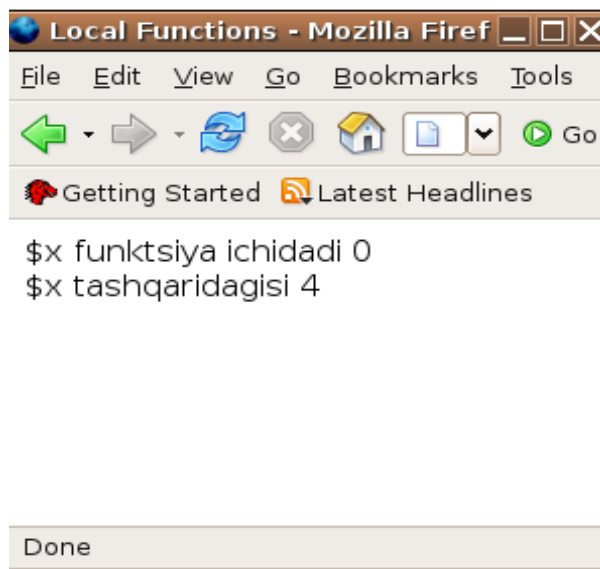 Local Functions - Mozilla Firef
File Edit View Go Bookmarks Tools
Go
Getting Started Latest Headlines
$x funktsiya ichidadi 0
$x tashqaridagisi 4
Done